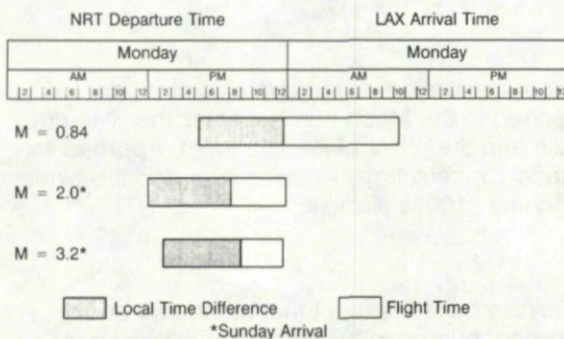 NRT Departure Time LAX Arrival Time
Monday Monday
AM PM AM PM
2 4 6 8 10 12 2 4 6 8 10 12 2 4 6 8 10 12 2 4 6 8 10 12
M = 0.84
M = 2.0*
M = 3.2*
Local Time Difference Flight Time
*Sunday Arrival